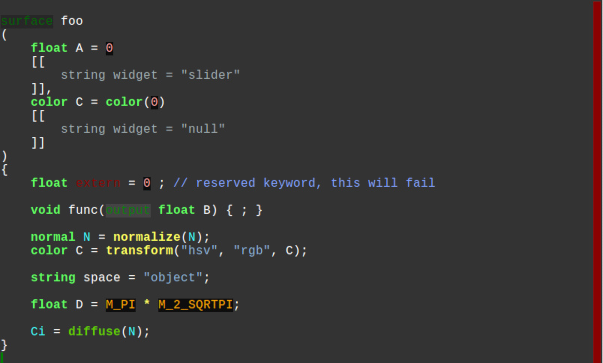 surface foo
(
    float A = 0
    [[
        string widget = "slider"
    ]],
    color C = color(0)
    [[
        string widget = "null"
    ]]
)
{
    float extern = 0 ; // reserved keyword, this will fail
    void func(output float B) { ; }
    normal N = normalize(N);
    color C = transform("hsv", "rgb", C);
    string space = "object";
    float D = M_PI * M_2_SQRTPI;
    Ci = diffuse(N);
}